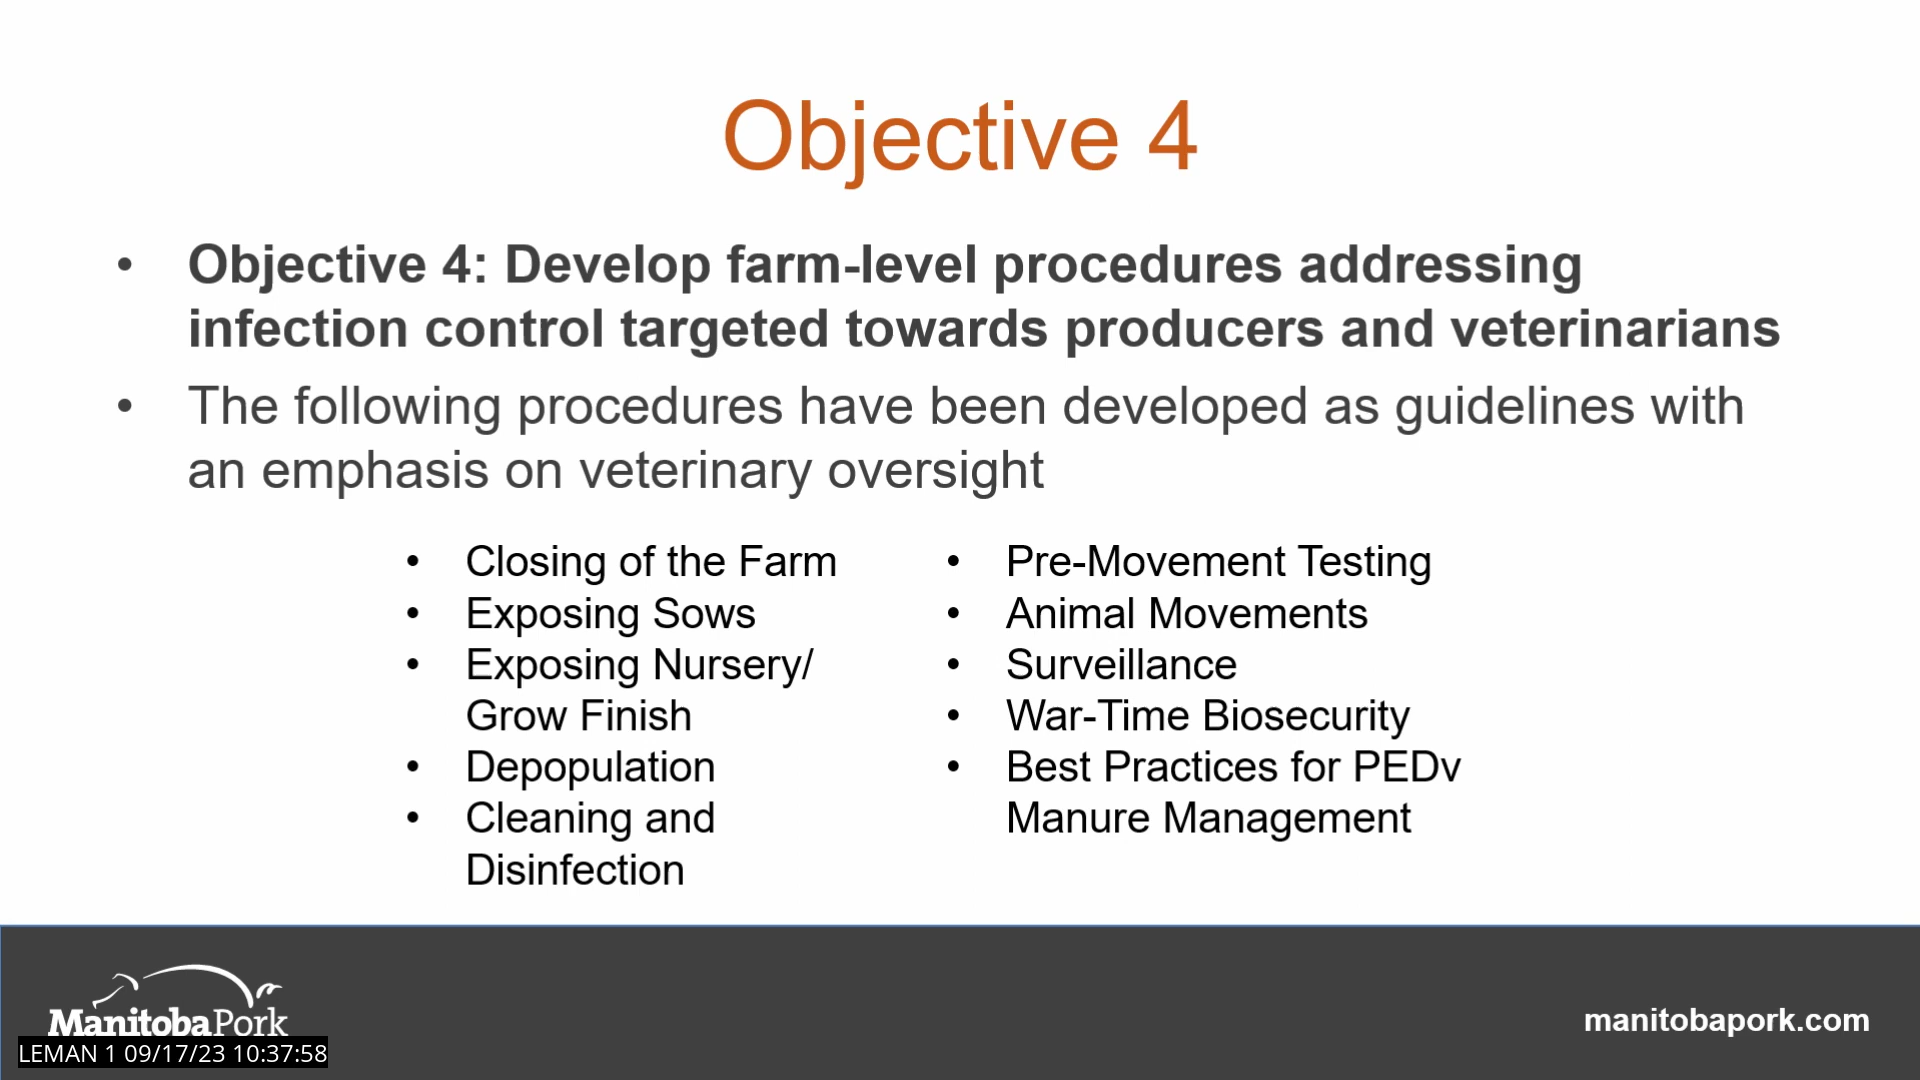 Objective 4
• Objective 4: Develop farm-level procedures addressing
infection control targeted towards producers and veterinarians
• The following procedures have been developed as guidelines with
an emphasis on veterinary oversight
• Closing of the Farm
• Exposing Sows
• Exposing Nursery/
Grow Finish
• Depopulation
• Cleaning and
Disinfection
• Pre-Movement Testing
• Animal Movements
• Surveillance
• War-Time Biosecurity
• Best Practices for PEDv
Manure Management
ManitobaPork
LEMAN 1 09/17/23 10:37:58
manitobapork.com